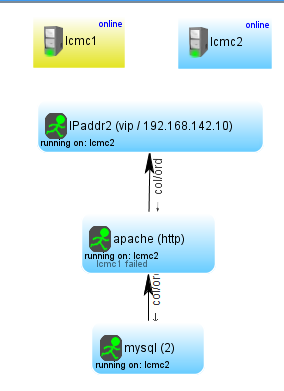 online
lcmc1
online
lcmc2
IPaddr2 (vip / 192.168.142.10)
running on: lcmc2
col/ord
apache (http)
running on: lcmc2
lcmc1 failed
col/ord
mysql (2)
running on: lcmc2